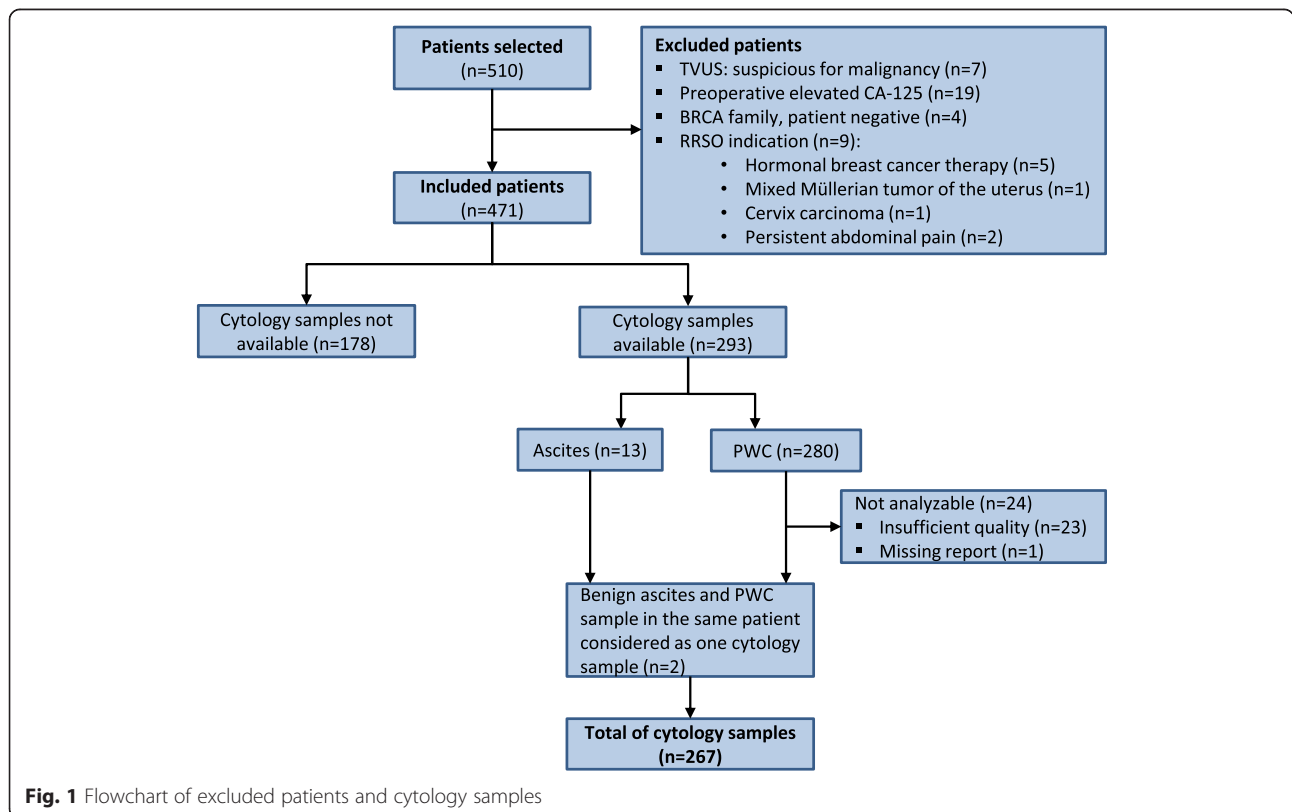 Patients selected
(n=510)
Excluded patients
▪ TVUS: suspicious for malignancy (n=7)
▪ Preoperative elevated CA-125 (n=19)
▪ BRCA family, patient negative (n=4)
▪ RRSO indication (n=9):
• Hormonal breast cancer therapy (n=5)
• Mixed Müllerian tumor of the uterus (n=1)
• Cervix carcinoma (n=1)
• Persistent abdominal pain (n=2)
Included patients
(n=471)
Cytology samples not
available (n=178)
Cytology samples
available (n=293)
Ascites (n=13)
PWC (n=280)
Not analyzable (n=24)
▪ Insufficient quality (n=23)
▪ Missing report (n=1)
Benign ascites and PWC
sample in the same patient
considered as one cytology
sample (n=2)
Total of cytology samples
(n=267)
Fig. 1 Flowchart of excluded patients and cytology samples